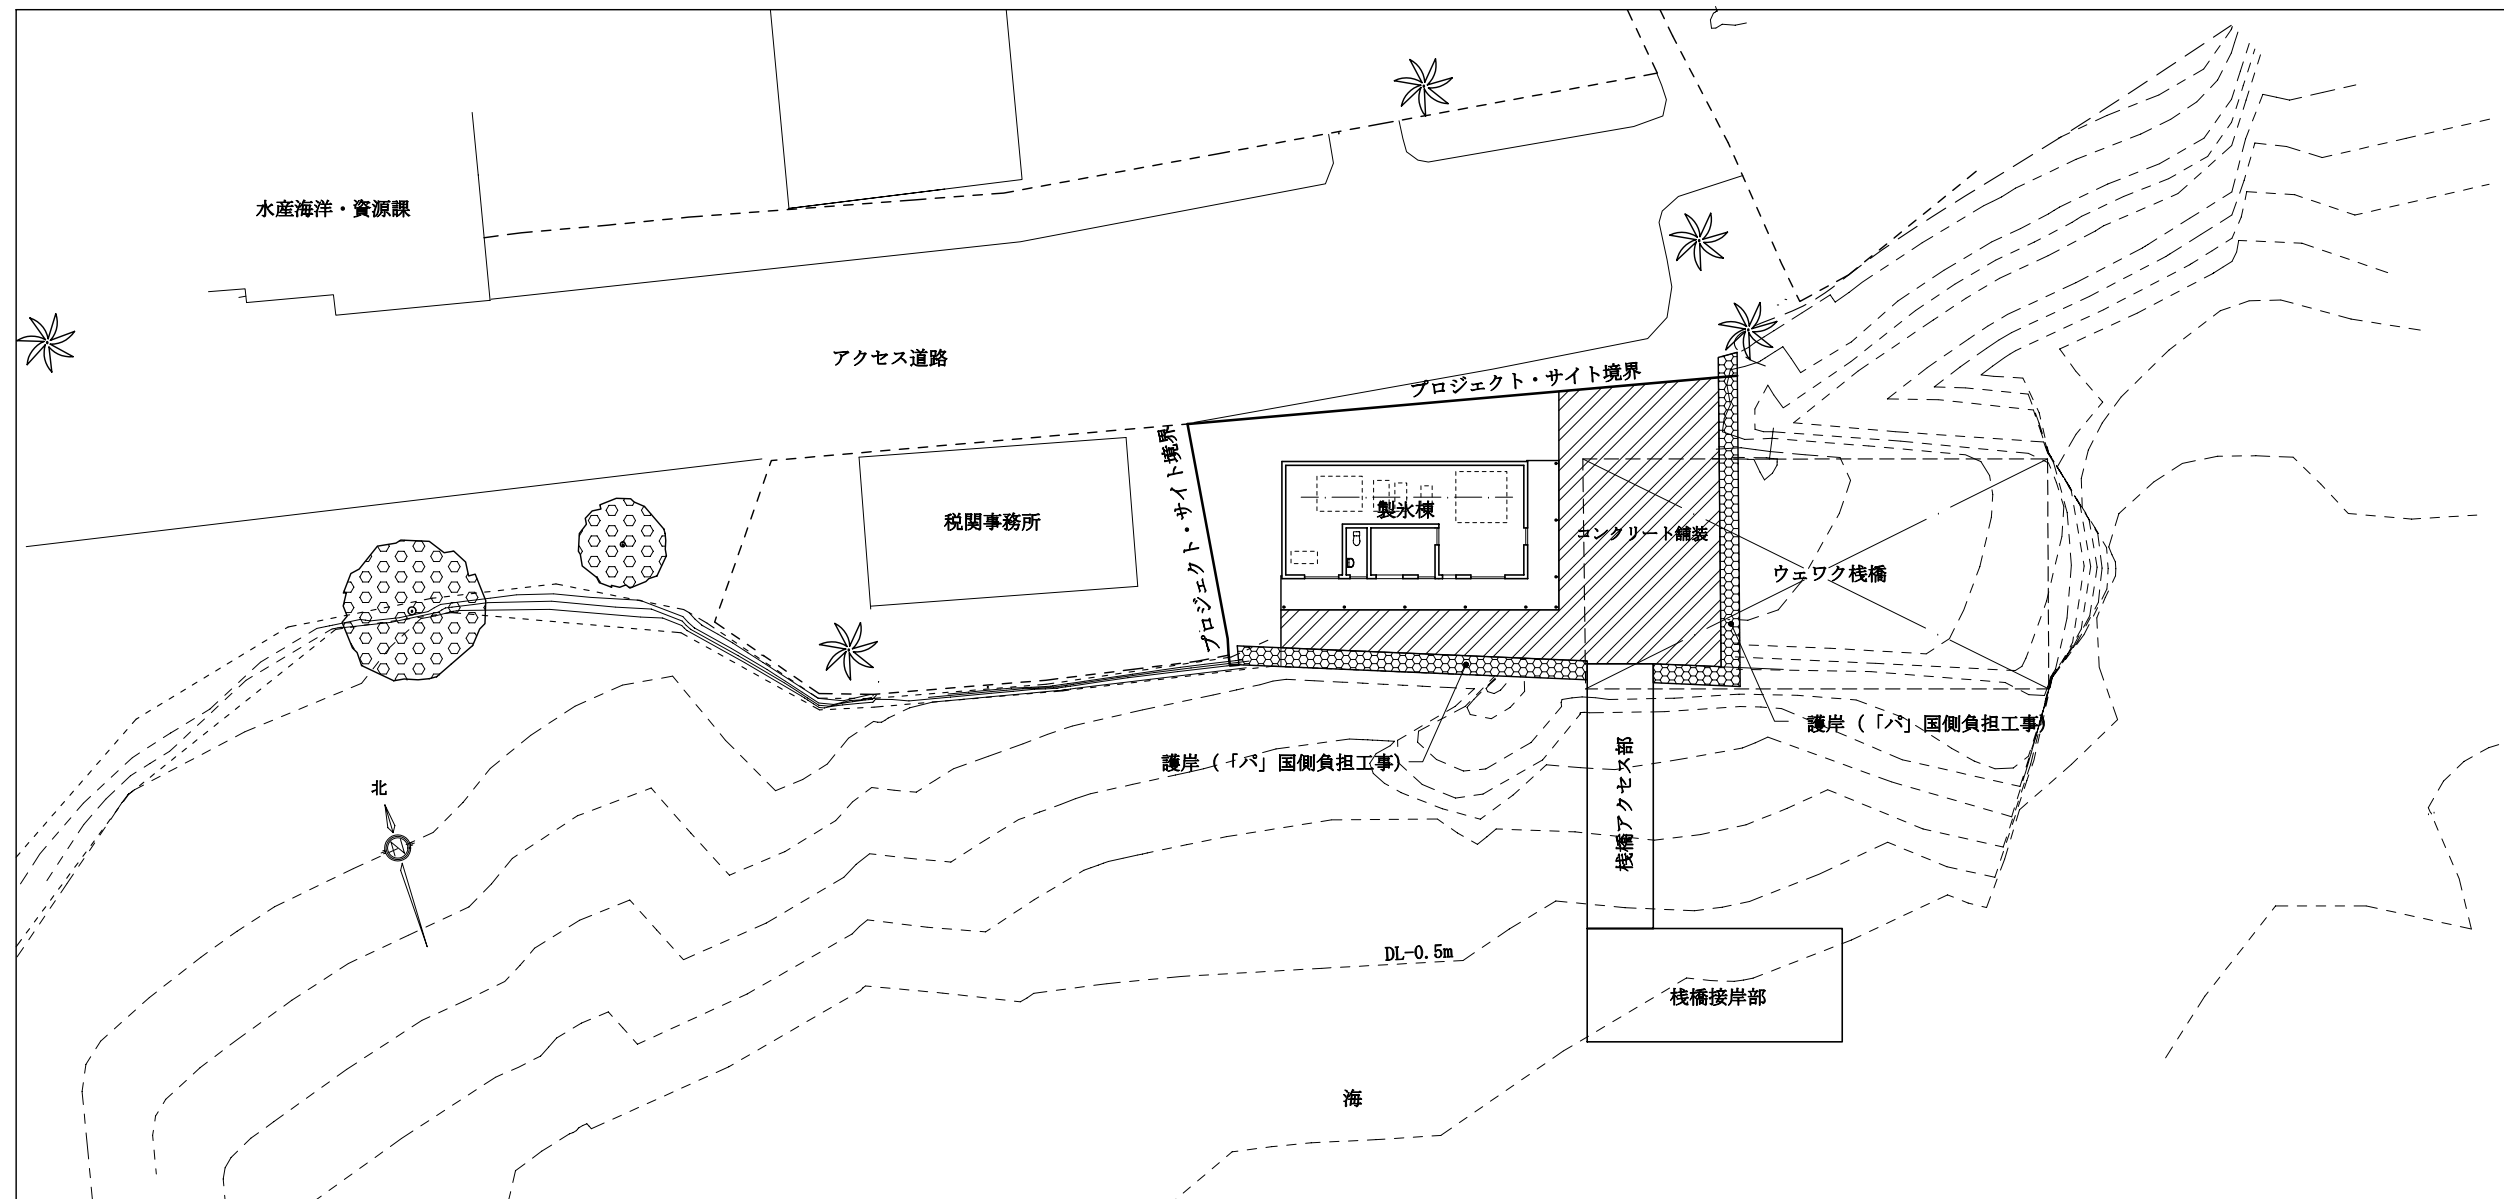 水産海洋・資源課
アクセス道路
プロジェクト・サイト境界
プロジェクト・サイト境界
税関事務所
製氷棟
コンクリート舗装
ウェワク桟橋
護岸（「パ」国側負担工事）
護岸（「パ」国側負担工事）
桟橋アクセス部
北
DL-0.5m
桟橋接岸部
海